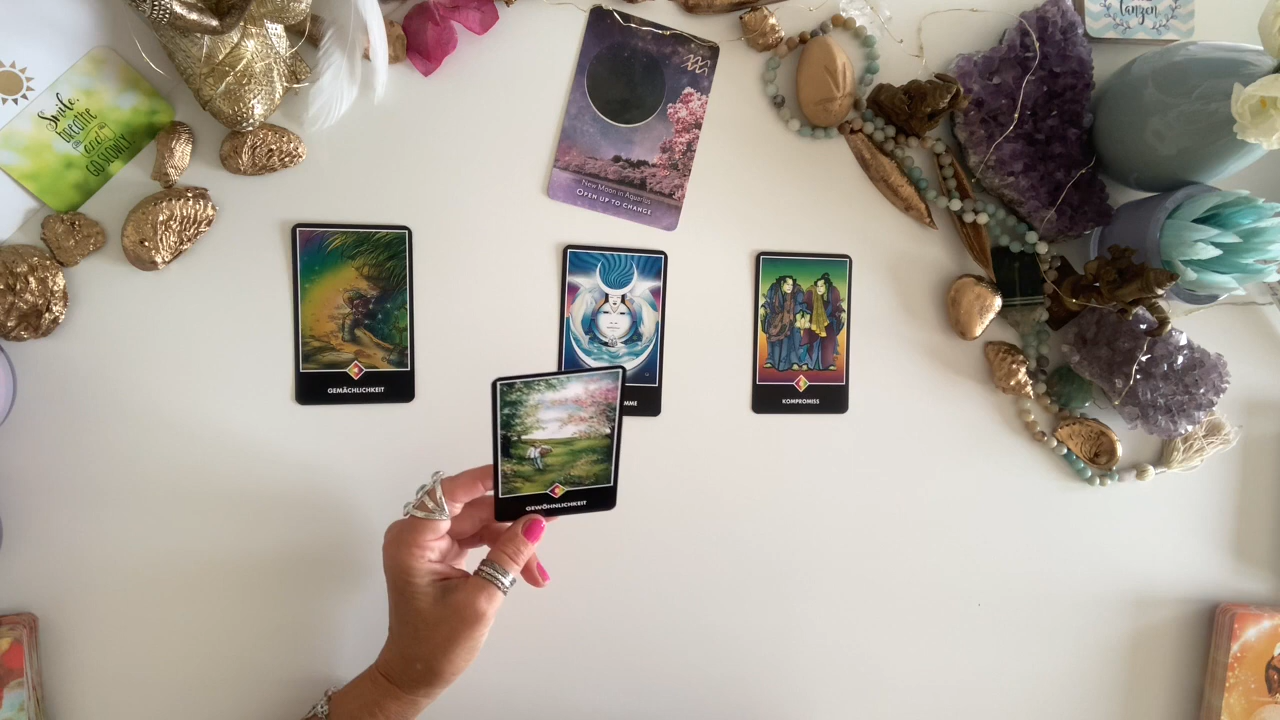 tanzen
Smile,
breathe
and
GO SLOWLY.
New Moon in Aquarius
OPEN UP TO CHANGE
GEMÄCHLICHKEIT
MME
KOMPROMISS
GEWÖHNLICHKEIT